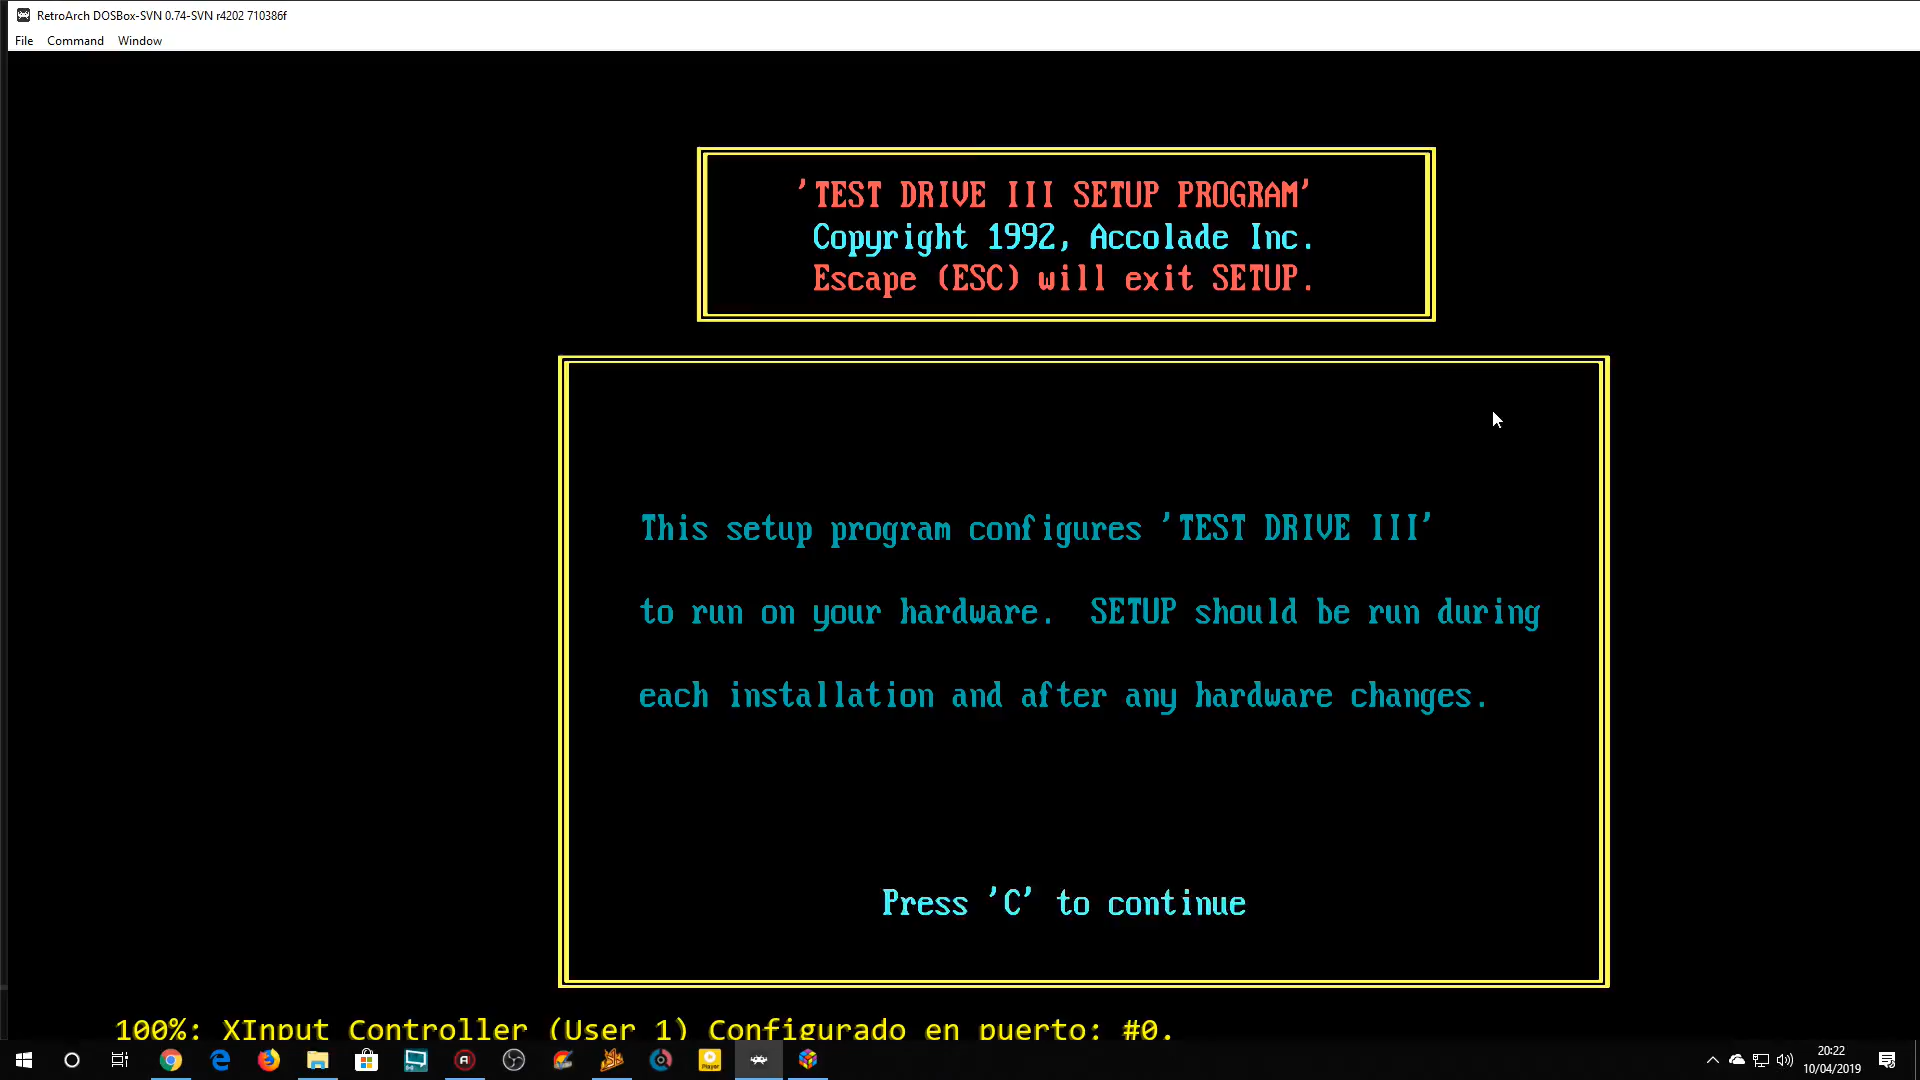 RetroArch DOSBox-SVN 0.74-SVN r4202 710386f
File Command Window
'TEST DRIVE III SETUP PROGRAM'
Copyright 1992, Accolade Inc.
Escape (ESC) will exit SETUP.
This setup program configures 'TEST DRIVE III'
to run on your hardware. SETUP should be run during
each installation and after any hardware changes.
Press 'C' to continue
100%: XInput Controller (User 1) Configurado en puerto: #0.
Player
20:22
10/04/2019